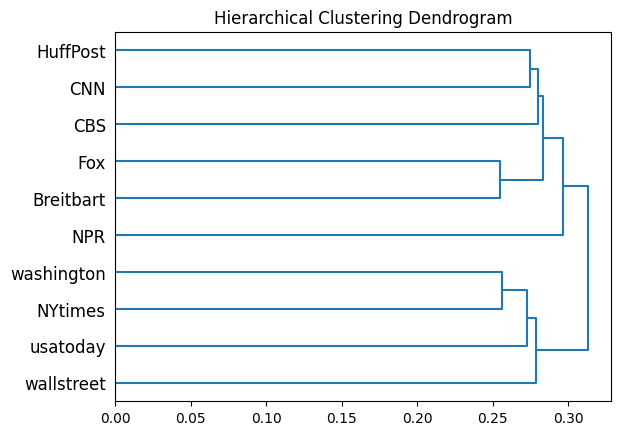 Hierarchical Clustering Dendrogram
HuffPost
CNN
CBS
Fox
Breitbart
NPR
washington
NYtimes
usatoday
wallstreet
0.00 0.05 0.10 0.15 0.20 0.25 0.30